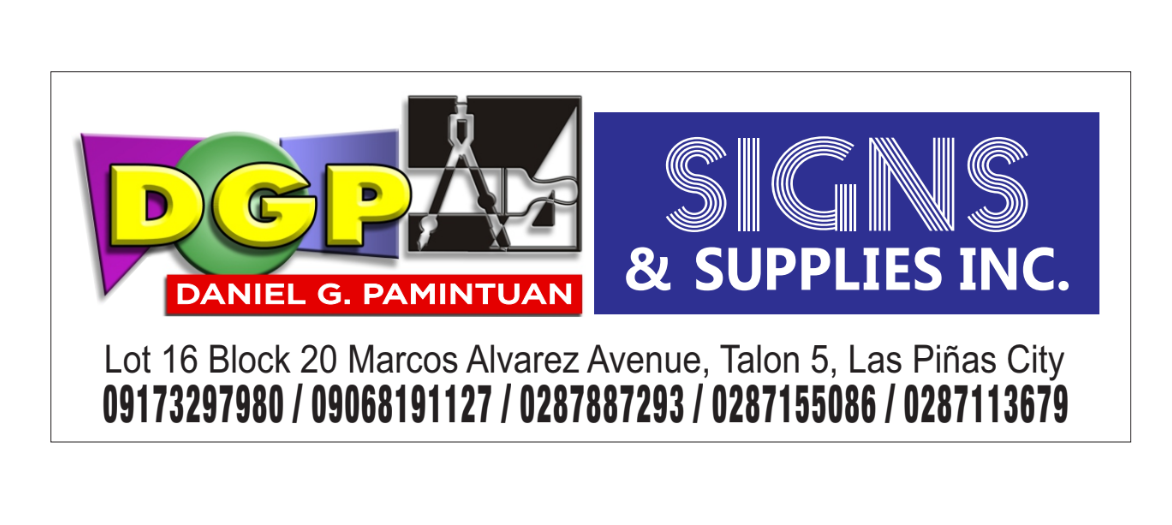 DGP
DANIEL G. PAMINTUAN
SIGNS
& SUPPLIES INC.
Lot 16 Block 20 Marcos Alvarez Avenue, Talon 5, Las Piñas City
09173297980 / 09068191127 / 0287887293 / 0287155086 / 0287113679